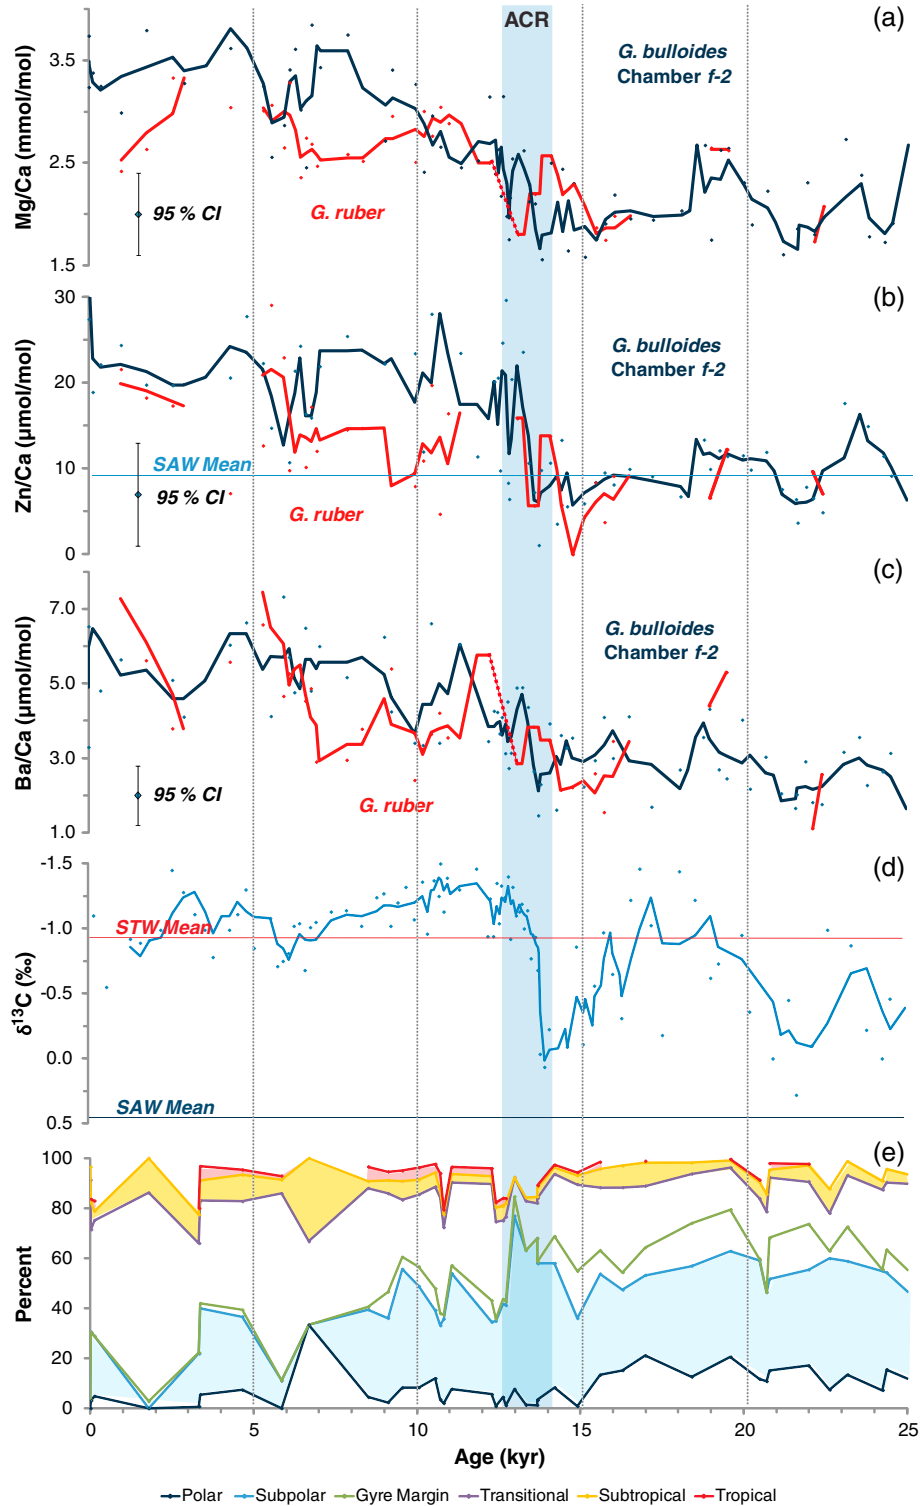 ACR
(a)
Mg/Ca (mmol/mol)
3.5
2.5
1.5
G. bulloides
Chamber f-2
95 % CI
G. ruber
(b)
Zn/Ca (µmol/mol)
30
20
10
0
G. bulloides
Chamber f-2
SAW Mean
95 % CI
G. ruber
(c)
Ba/Ca (µmol/mol)
7.0
5.0
3.0
1.0
G. bulloides
Chamber f-2
95 % CI
G. ruber
(d)
δ13C (‰)
-1.5
-1.0
-0.5
0.0
0.5
STW Mean
SAW Mean
(e)
Percent
100
80
60
40
20
0
0 5 10 15 20 25
Age (kyr)
Polar Subpolar Gyre Margin Transitional Subtropical Tropical